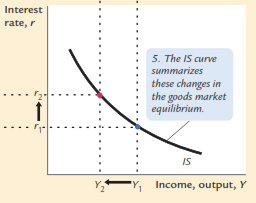 Interest
rate, r
5. The IS curve
summarizes
these changes in
the goods market
equilibrium.
r2
r1
IS
Y2 Y1 Income, output, Y